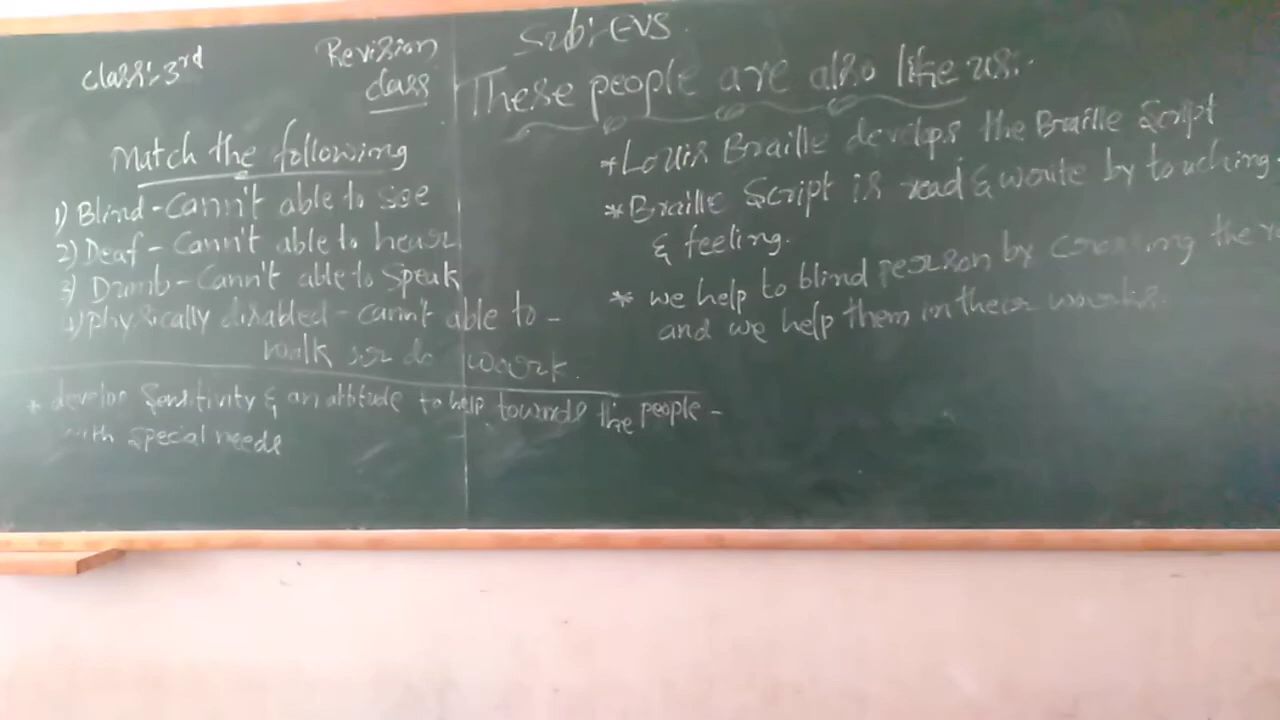 Class:- 3rd
Revision
class
Sub: EVS.
These people are also like us:-
Match the following
1) Blind - Cann't able to see
2) Deaf - Cann't able to hear
3) Dumb - Cann't able to Speak
4) physically disabled - cann't able to -
walk or do work.
* develop Sensitivity & an attitude to help towards the people -
with special needs
* Louis Braille develops the Braille Script
* Braille Script is read & wrote by touching
& feeling.
* we help to blind person by crossing the
and we help them in their works.